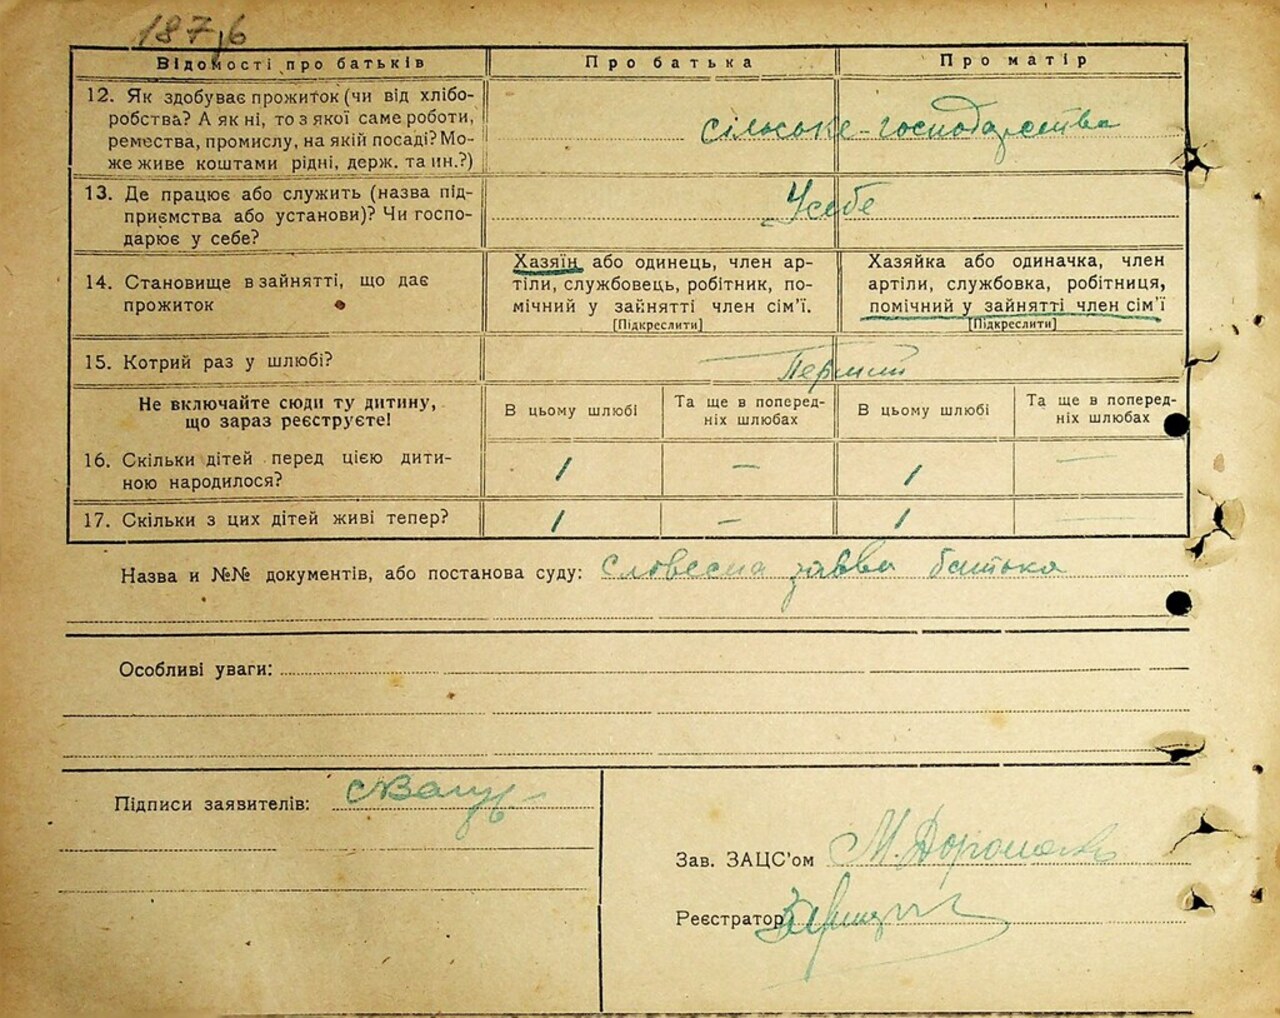 187,б
Відомості про батьків
Про батька
Про матір
12. Як здобуває прожиток (чи від хлібо-
робства? А як ні, то з якої саме роботи,
ремества, промислу, на якій посаді? Мо-
же живе коштами рідні, держ. та ин.?)
сільське-господарства
13. Де працює або служить (назва під-
приємства або установи)? Чи госпо-
дарює у себе?
Усебе
14. Становище в зайнятті, що дає
прожиток
Хазяїн або одинець, член ар-
тіли, службовець, робітник, по-
мічний у зайнятті член сім'ї.
[Підкреслити]
Хазяйка або одиначка, член
артіли, службовка, робітниця,
помічний у зайнятті член сім'ї
[Підкреслити]
15. Котрий раз у шлюбі?
Перший
Не включайте сюди ту дитину,
що зараз реєструєте!
В цьому шлюбі
Та ще в поперед-
ніх шлюбах
В цьому шлюбі
Та ще в поперед-
ніх шлюбах
16. Скільки дітей перед цією дити-
ною народилося?
1 — 1 —
17. Скільки з цих дітей живі тепер?
1 — 1 —
Назва и №№ документів, або постанова суду: Словесна заява батька
Особливі уваги:
Підписи заявителів:
Зав. ЗАЦС'ом М.
Реєстратор